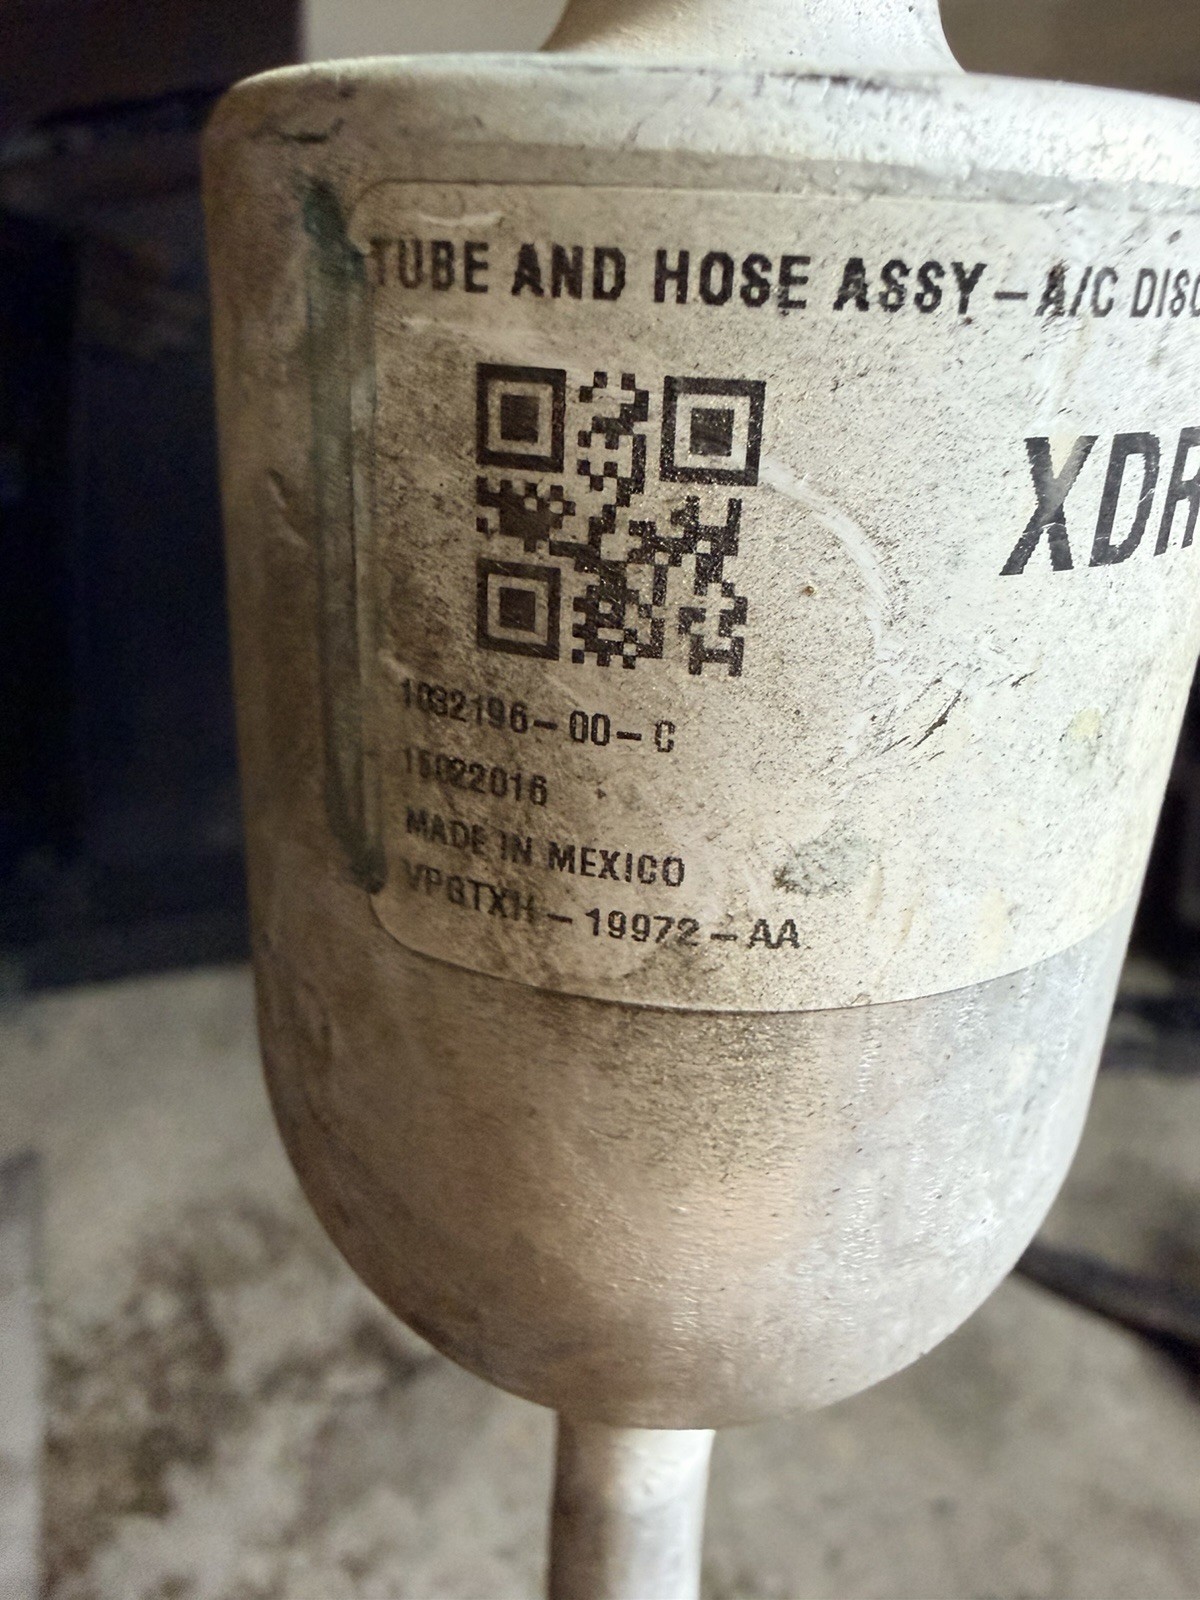 TUBE AND HOSE ASSY – A/C DISC
XDR
1032196-00-C
15022016
MADE IN MEXICO
VPGTXH - 19972 - AA